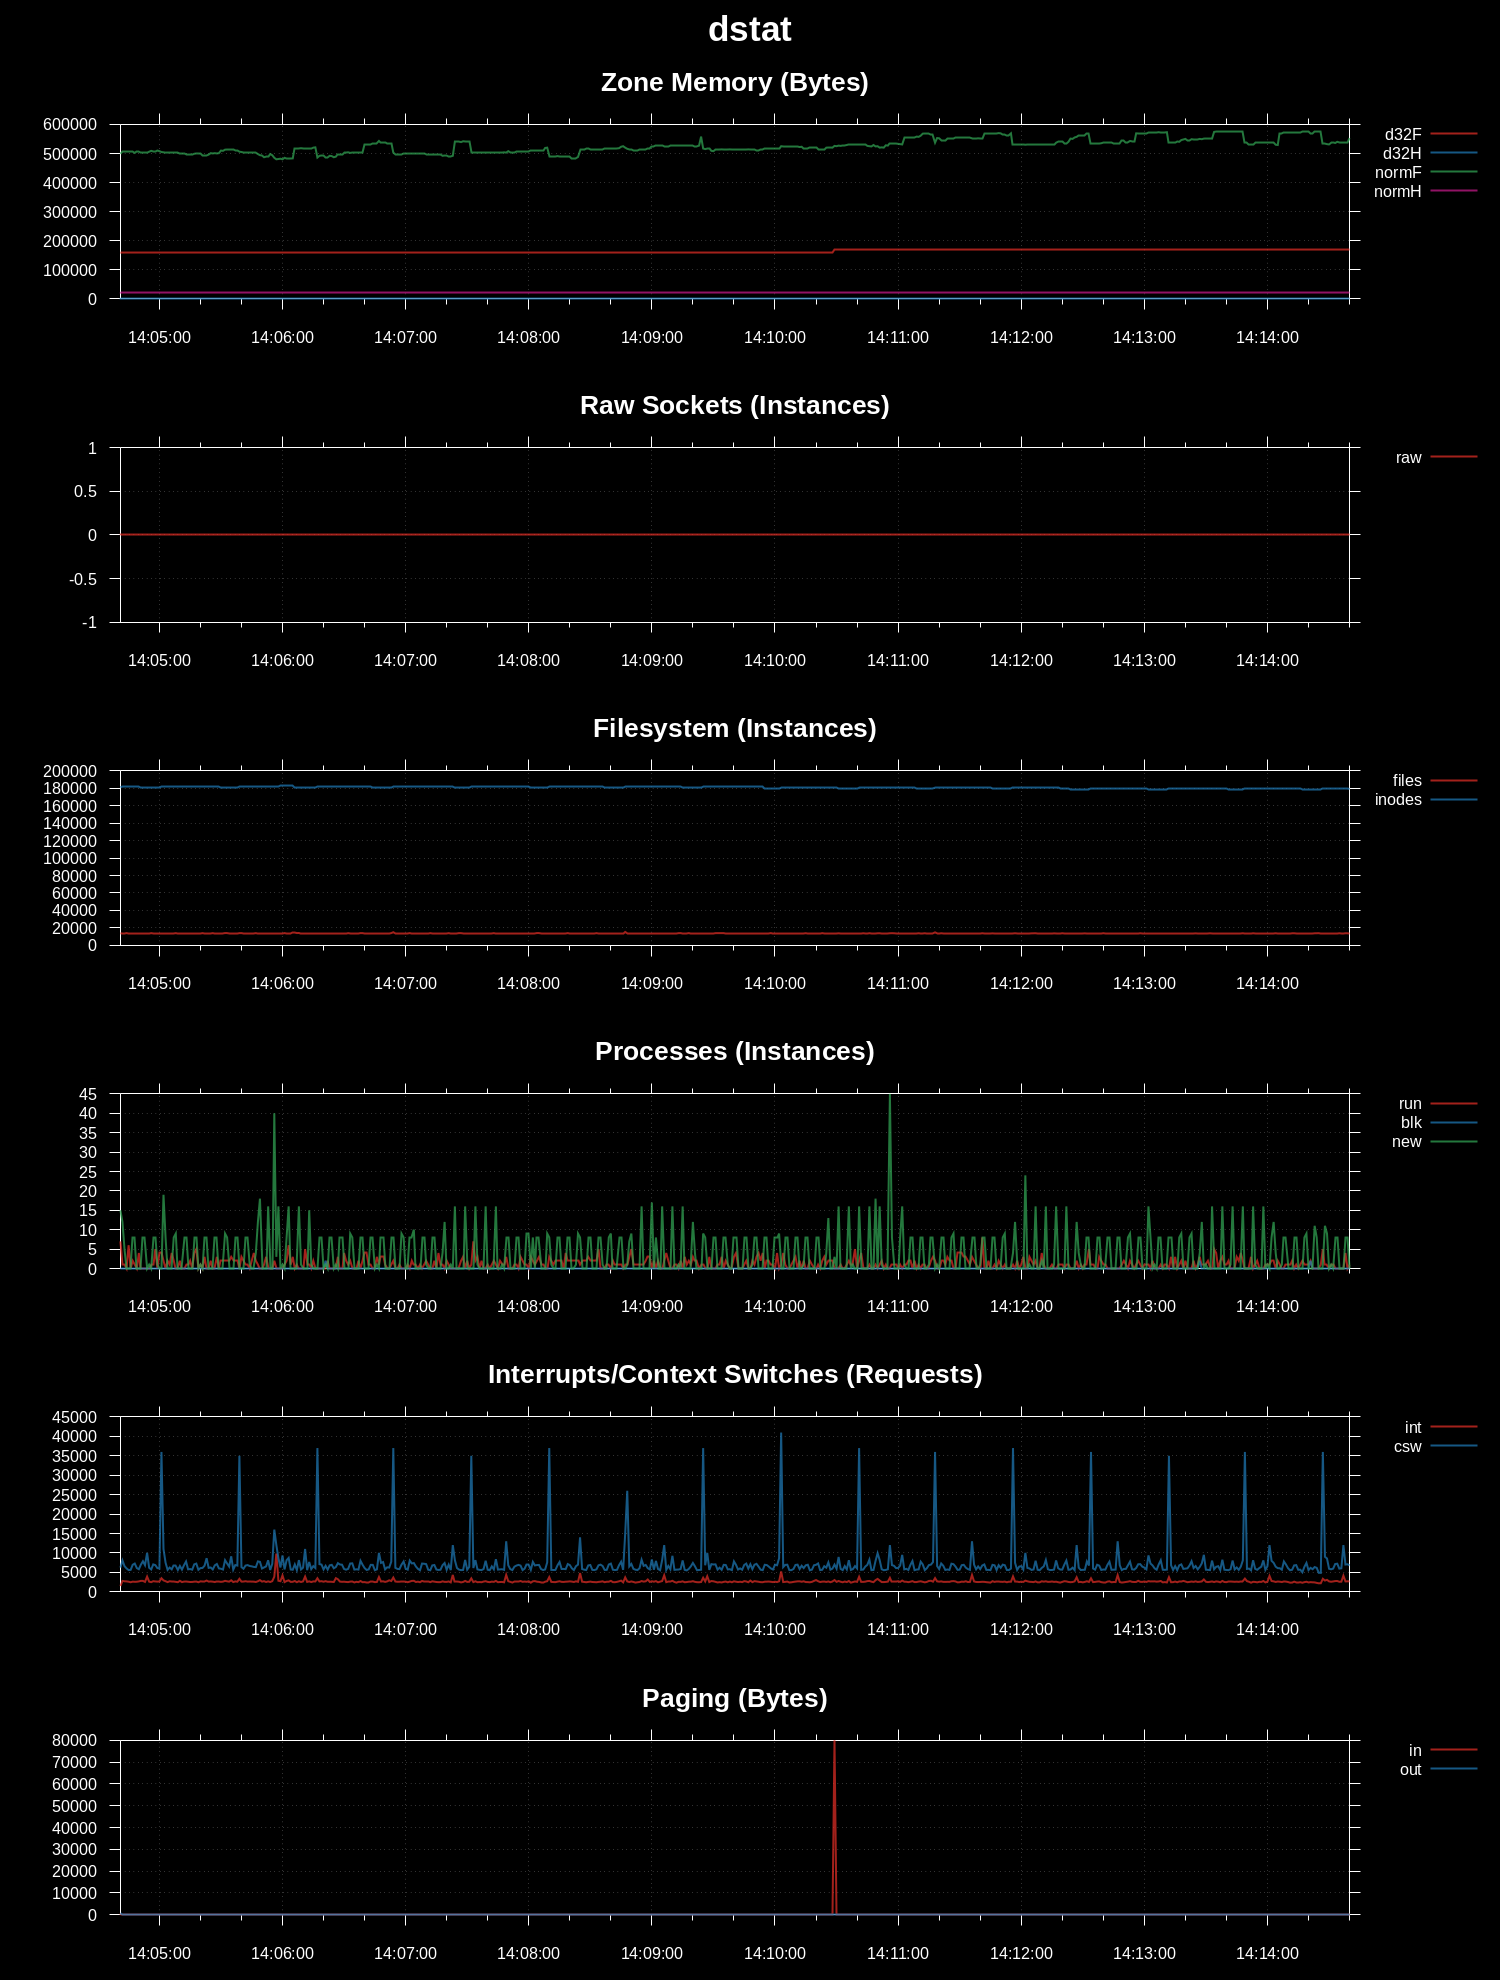 dstat
Zone Memory (Bytes)
600000
500000
400000
300000
200000
100000
0
d32F
d32H
normF
normH
14:05:00 14:06:00 14:07:00 14:08:00 14:09:00 14:10:00 14:11:00 14:12:00 14:13:00 14:14:00
Raw Sockets (Instances)
1
0.5
0
-0.5
-1
raw
14:05:00 14:06:00 14:07:00 14:08:00 14:09:00 14:10:00 14:11:00 14:12:00 14:13:00 14:14:00
Filesystem (Instances)
200000
180000
160000
140000
120000
100000
80000
60000
40000
20000
0
files
inodes
14:05:00 14:06:00 14:07:00 14:08:00 14:09:00 14:10:00 14:11:00 14:12:00 14:13:00 14:14:00
Processes (Instances)
45
40
35
30
25
20
15
10
5
0
run
blk
new
14:05:00 14:06:00 14:07:00 14:08:00 14:09:00 14:10:00 14:11:00 14:12:00 14:13:00 14:14:00
Interrupts/Context Switches (Requests)
45000
40000
35000
30000
25000
20000
15000
10000
5000
0
int
csw
14:05:00 14:06:00 14:07:00 14:08:00 14:09:00 14:10:00 14:11:00 14:12:00 14:13:00 14:14:00
Paging (Bytes)
80000
70000
60000
50000
40000
30000
20000
10000
0
in
out
14:05:00 14:06:00 14:07:00 14:08:00 14:09:00 14:10:00 14:11:00 14:12:00 14:13:00 14:14:00